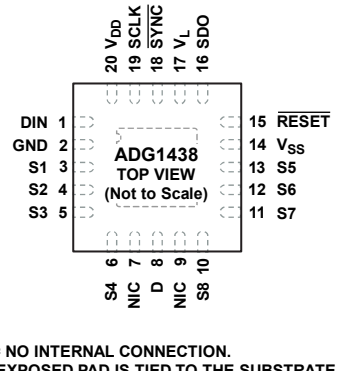 20 VDD
19 SCLK
18 SYNC
17 VL
16 SDO
DIN 1
GND 2
S1 3
S2 4
S3 5
ADG1438
TOP VIEW
(Not to Scale)
15 RESET
14 VSS
13 S5
12 S6
11 S7
S4 6
NIC 7
D 8
NIC 9
S8 10
NO INTERNAL CONNECTION.
EXPOSED PAD IS TIED TO THE SUBSTRATE